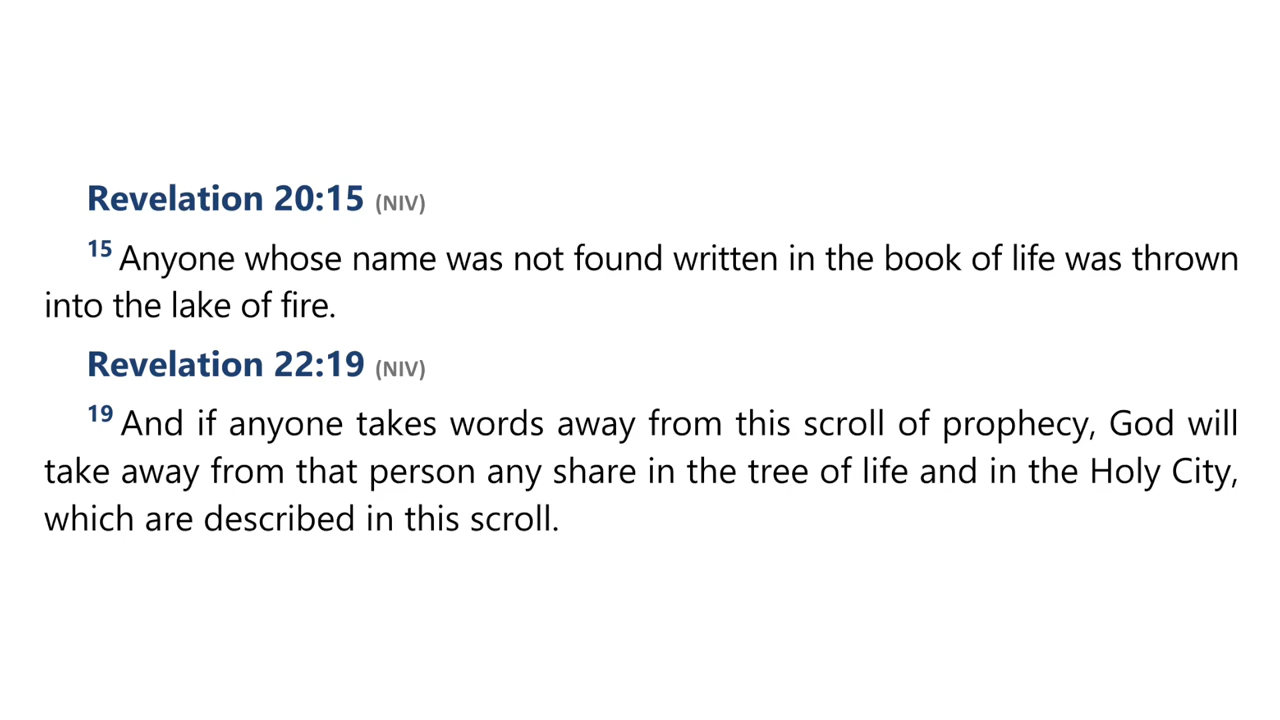 Revelation 20:15 (NIV)
15 Anyone whose name was not found written in the book of life was thrown
into the lake of fire.
Revelation 22:19 (NIV)
19 And if anyone takes words away from this scroll of prophecy, God will
take away from that person any share in the tree of life and in the Holy City,
which are described in this scroll.